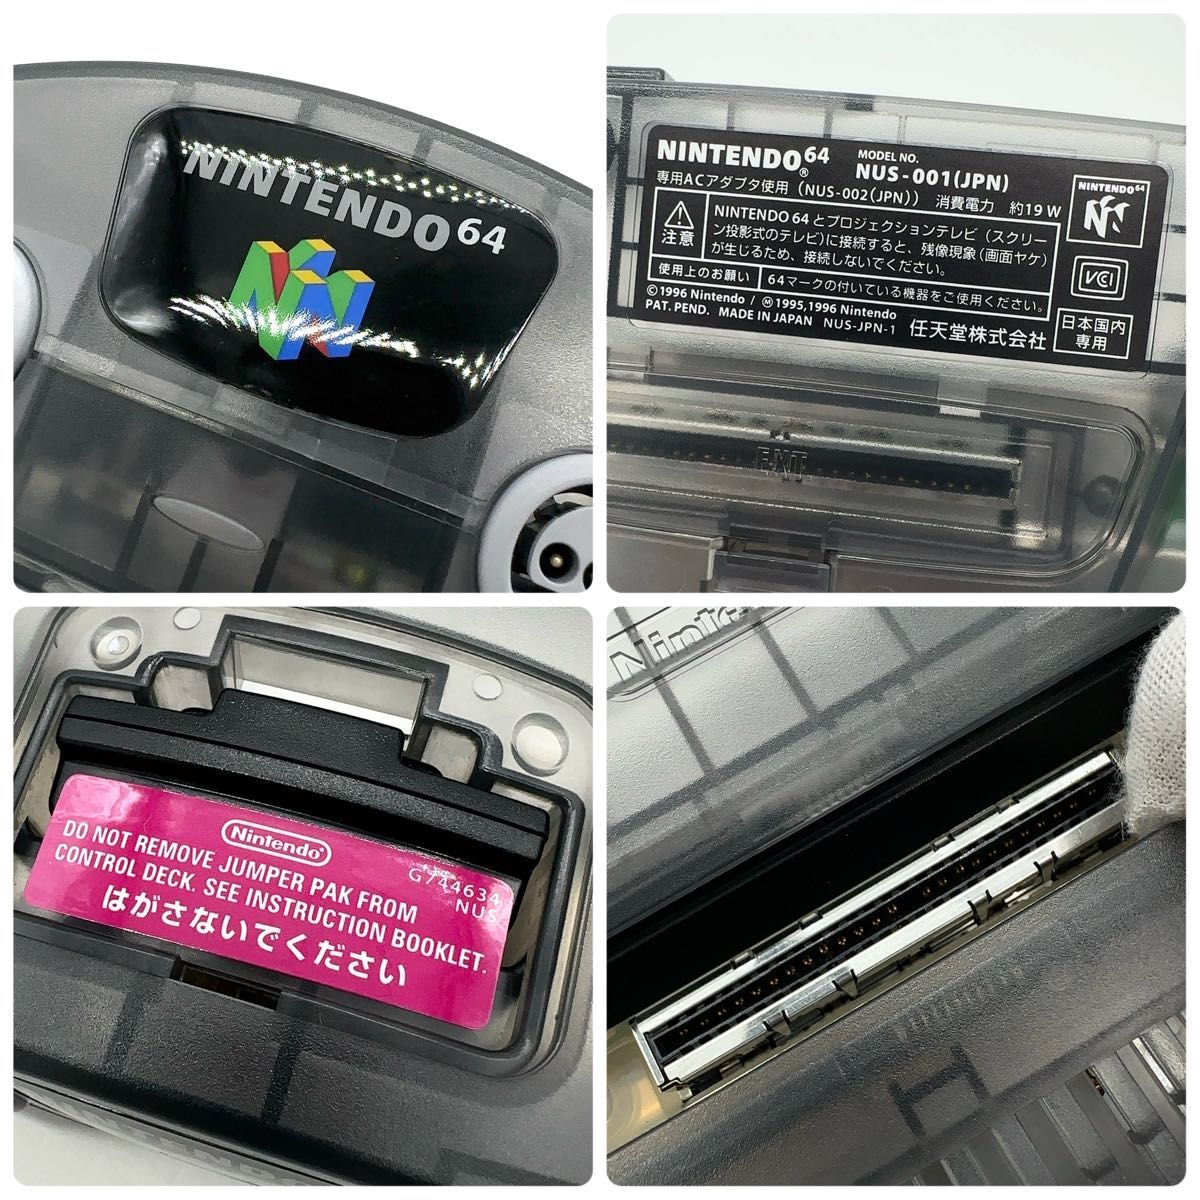 NINTENDO 64
NINTENDO64®
MODEL NO.
NUS-001(JPN)
専用ACアダプタ使用 (NUS-002(JPN)) 消費電力 約19W
注意
NINTENDO 64 とプロジェクションテレビ（スクリー
ン投影式のテレビ）に接続すると、残像現象（画面ヤケ）
が生じるため、接続しないでください。
使用上のお願い
64マークの付いている機器をご使用ください。
©1996 Nintendo / Ⓜ1995,1996 Nintendo
PAT. PEND. MADE IN JAPAN NUS-JPN-1 任天堂株式会社
NINTENDO64
VCI
日本国内
専用
EXT
Nintendo
DO NOT REMOVE JUMPER PAK FROM
CONTROL DECK. SEE INSTRUCTION BOOKLET.
はがさないでください
G744634
NUS